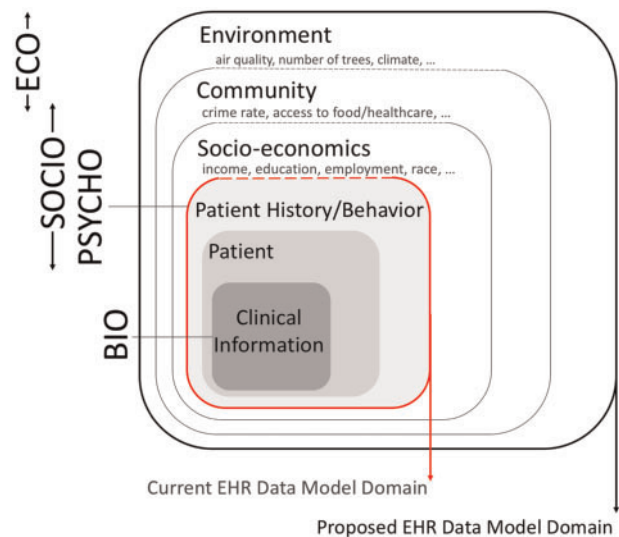 Environment
air quality, number of trees, climate, ...
Community
crime rate, access to food/healthcare, ...
Socio-economics
income, education, employment, race, ...
Patient History/Behavior
Patient
Clinical
Information
ECO
SOCIO
PSYCHO
BIO
Current EHR Data Model Domain
Proposed EHR Data Model Domain